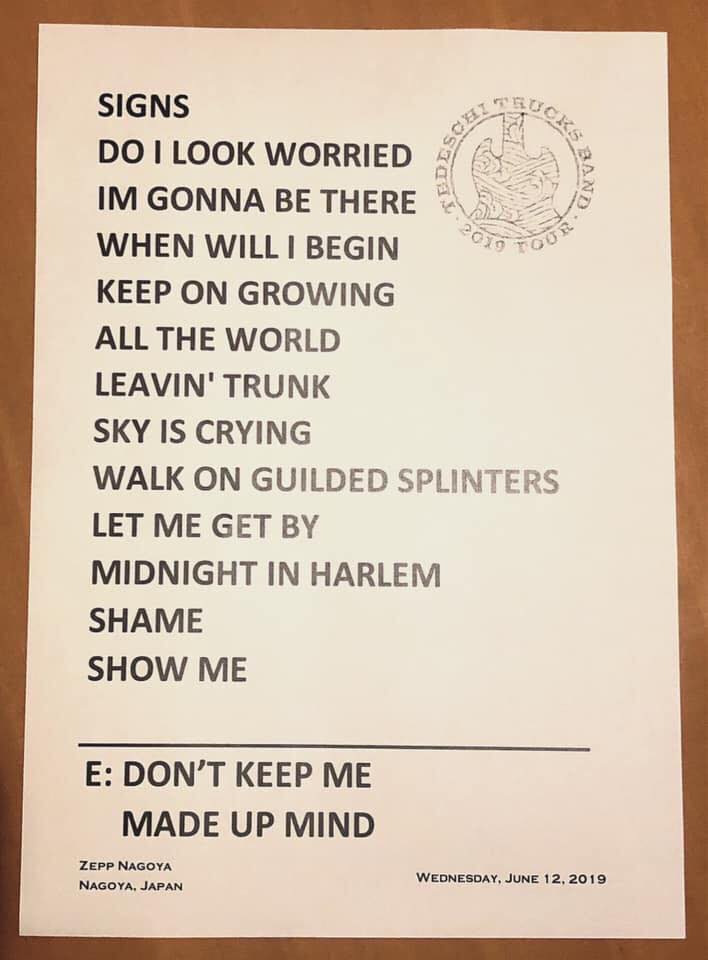 SIGNS
DO I LOOK WORRIED
IM GONNA BE THERE
WHEN WILL I BEGIN
KEEP ON GROWING
ALL THE WORLD
LEAVIN' TRUNK
SKY IS CRYING
WALK ON GUILDED SPLINTERS
LET ME GET BY
MIDNIGHT IN HARLEM
SHAME
SHOW ME
TEDESCHI TRUCKS BAND
2019 TOUR
E: DON'T KEEP ME
MADE UP MIND
ZEPP NAGOYA
NAGOYA, JAPAN
WEDNESDAY, JUNE 12, 2019